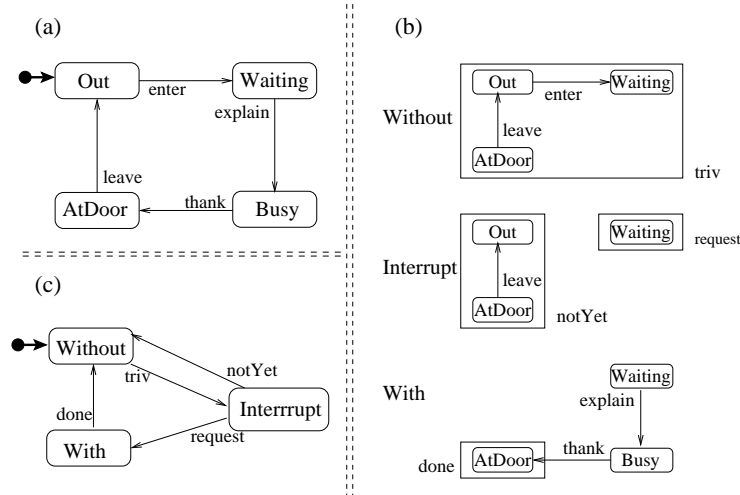 (a)
Out
enter
Waiting
explain
leave
AtDoor
thank
Busy
(c)
Without
triv
notYet
Interrrupt
done
request
With
(b)
Without
Out
enter
Waiting
leave
AtDoor
triv
Interrupt
Out
Waiting
request
leave
AtDoor
notYet
With
Waiting
explain
thank
done
AtDoor
Busy